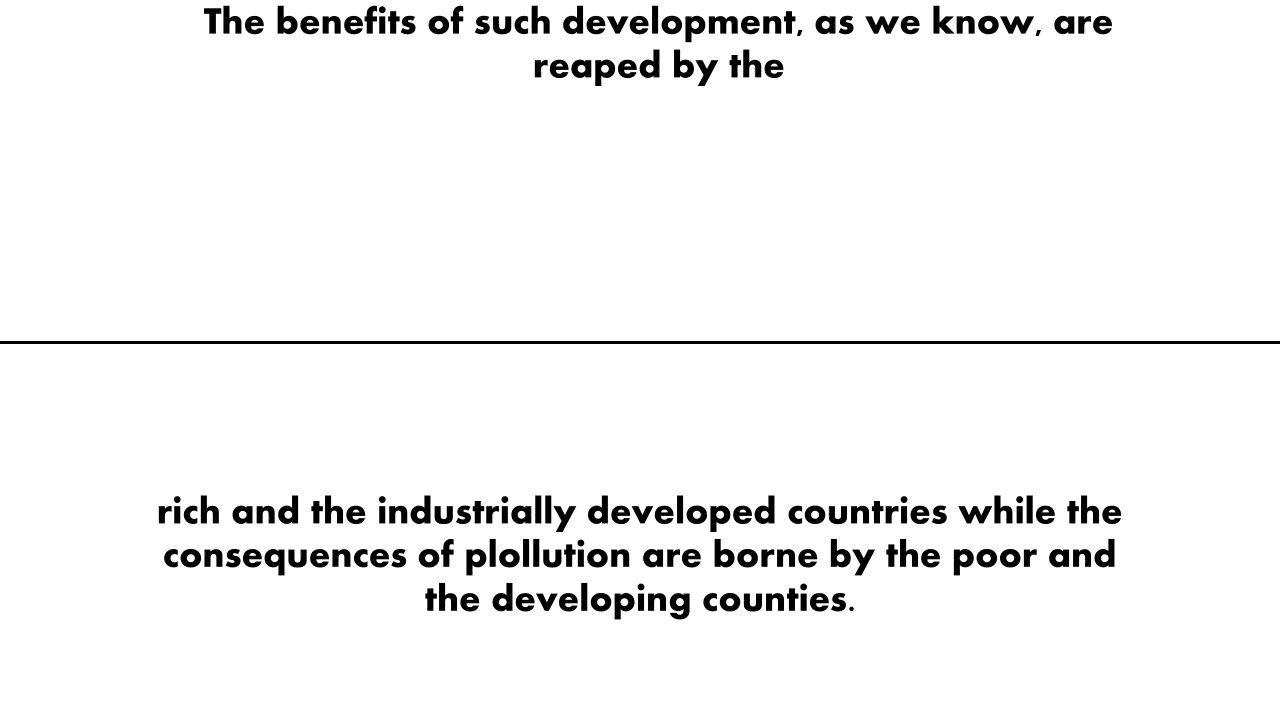 The benefits of such development, as we know, are
reaped by the
rich and the industrially developed countries while the
consequences of plollution are borne by the poor and
the developing counties.